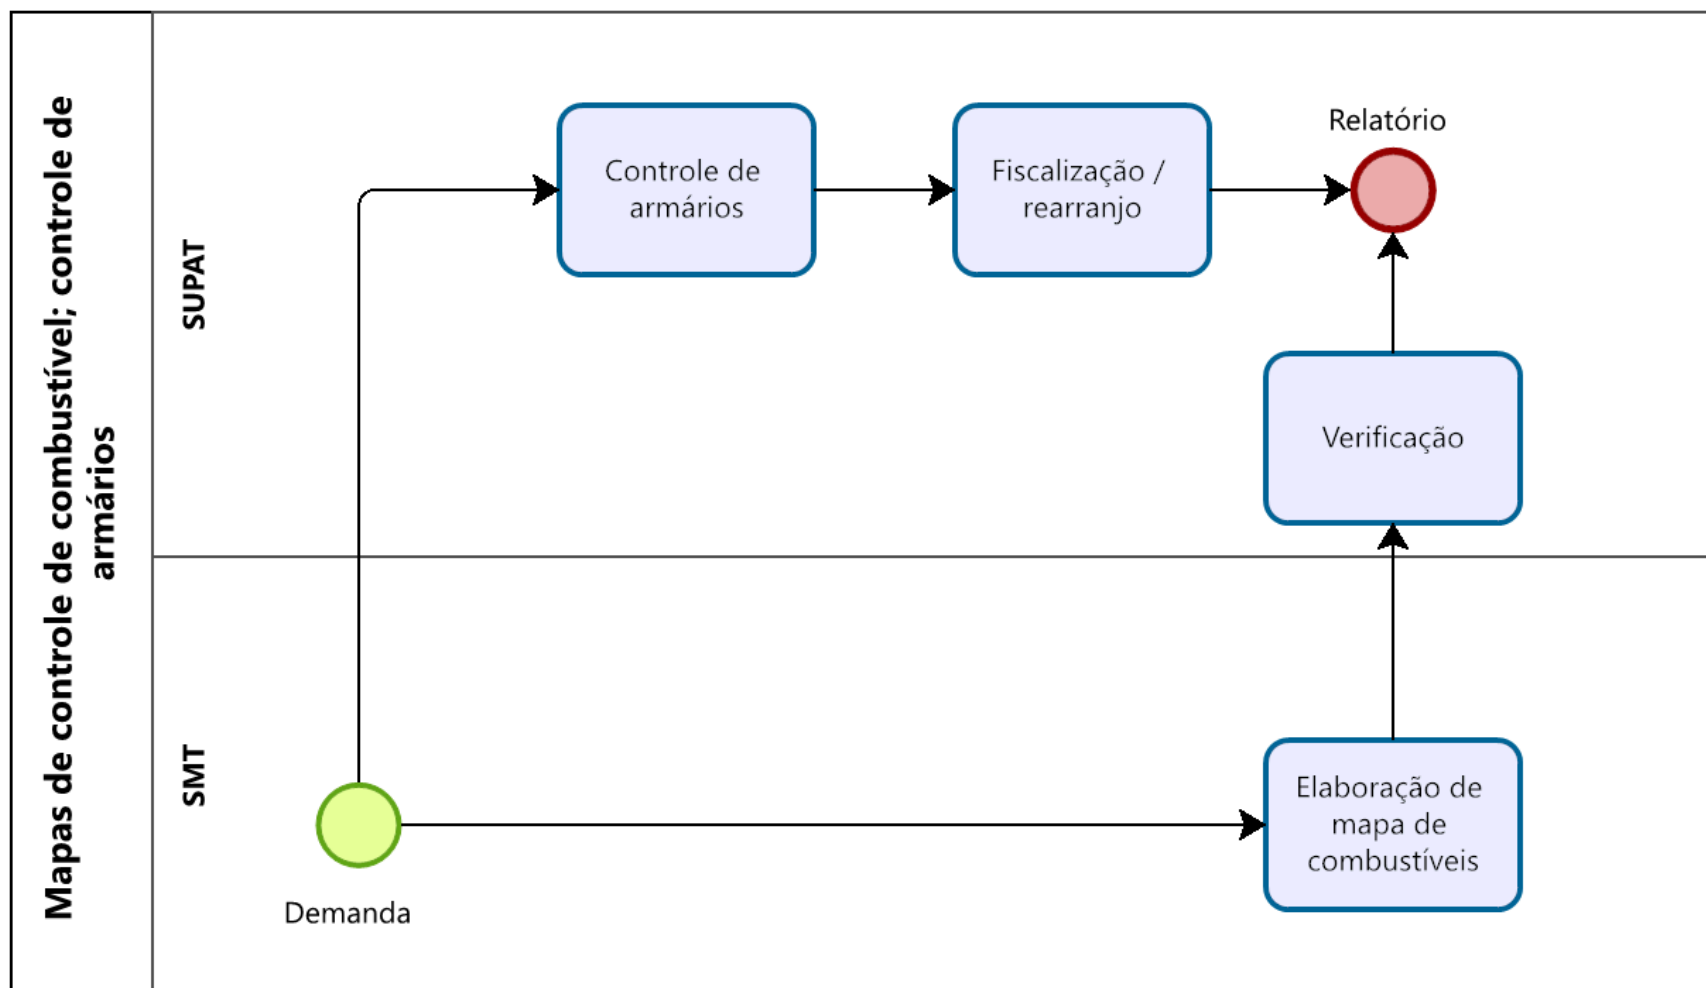 Mapas de controle de combustível; controle de
armários
SUPAT
Controle de
armários
Fiscalização /
rearranjo
Relatório
Verificação
SMT
Demanda
Elaboração de
mapa de
combustíveis